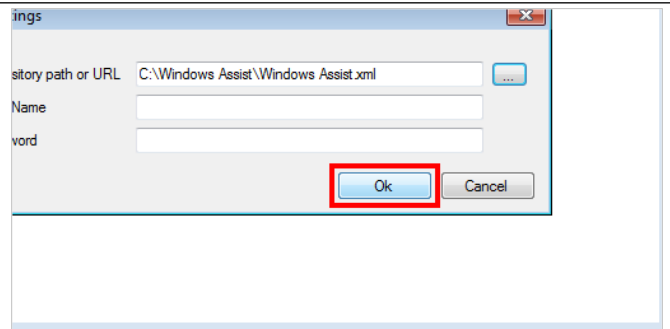 ings
sitory path or URL C:\Windows Assist\Windows Assist.xml ...
Name
word
Ok Cancel